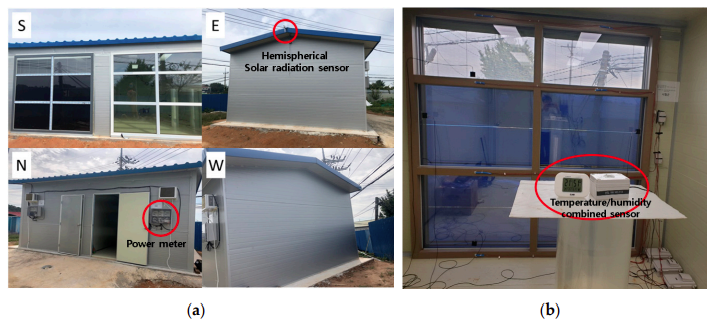 S
E
Hemispherical
Solar radiation sensor
N
W
Power meter
Temperature/humidity
combined sensor
(a)
(b)